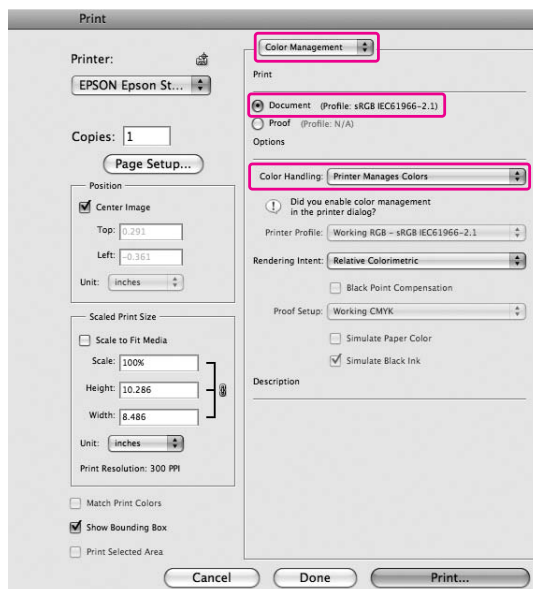 Print
Printer:
EPSON Epson St...
Copies: 1
Page Setup...
Position
Center Image
Top: 0.291
Left: -0.361
Unit: inches
Scaled Print Size
Scale to Fit Media
Scale: 100%
Height: 10.286
Width: 8.486
Unit: inches
Print Resolution: 300 PPI
Match Print Colors
Show Bounding Box
Print Selected Area
Color Management
Print
Document (Profile: sRGB IEC61966-2.1)
Proof (Profile: N/A)
Options
Color Handling: Printer Manages Colors
Did you enable color management
in the printer dialog?
Printer Profile: Working RGB - sRGB IEC61966-2.1
Rendering Intent: Relative Colorimetric
Black Point Compensation
Proof Setup: Working CMYK
Simulate Paper Color
Simulate Black Ink
Description
Cancel
Done
Print...